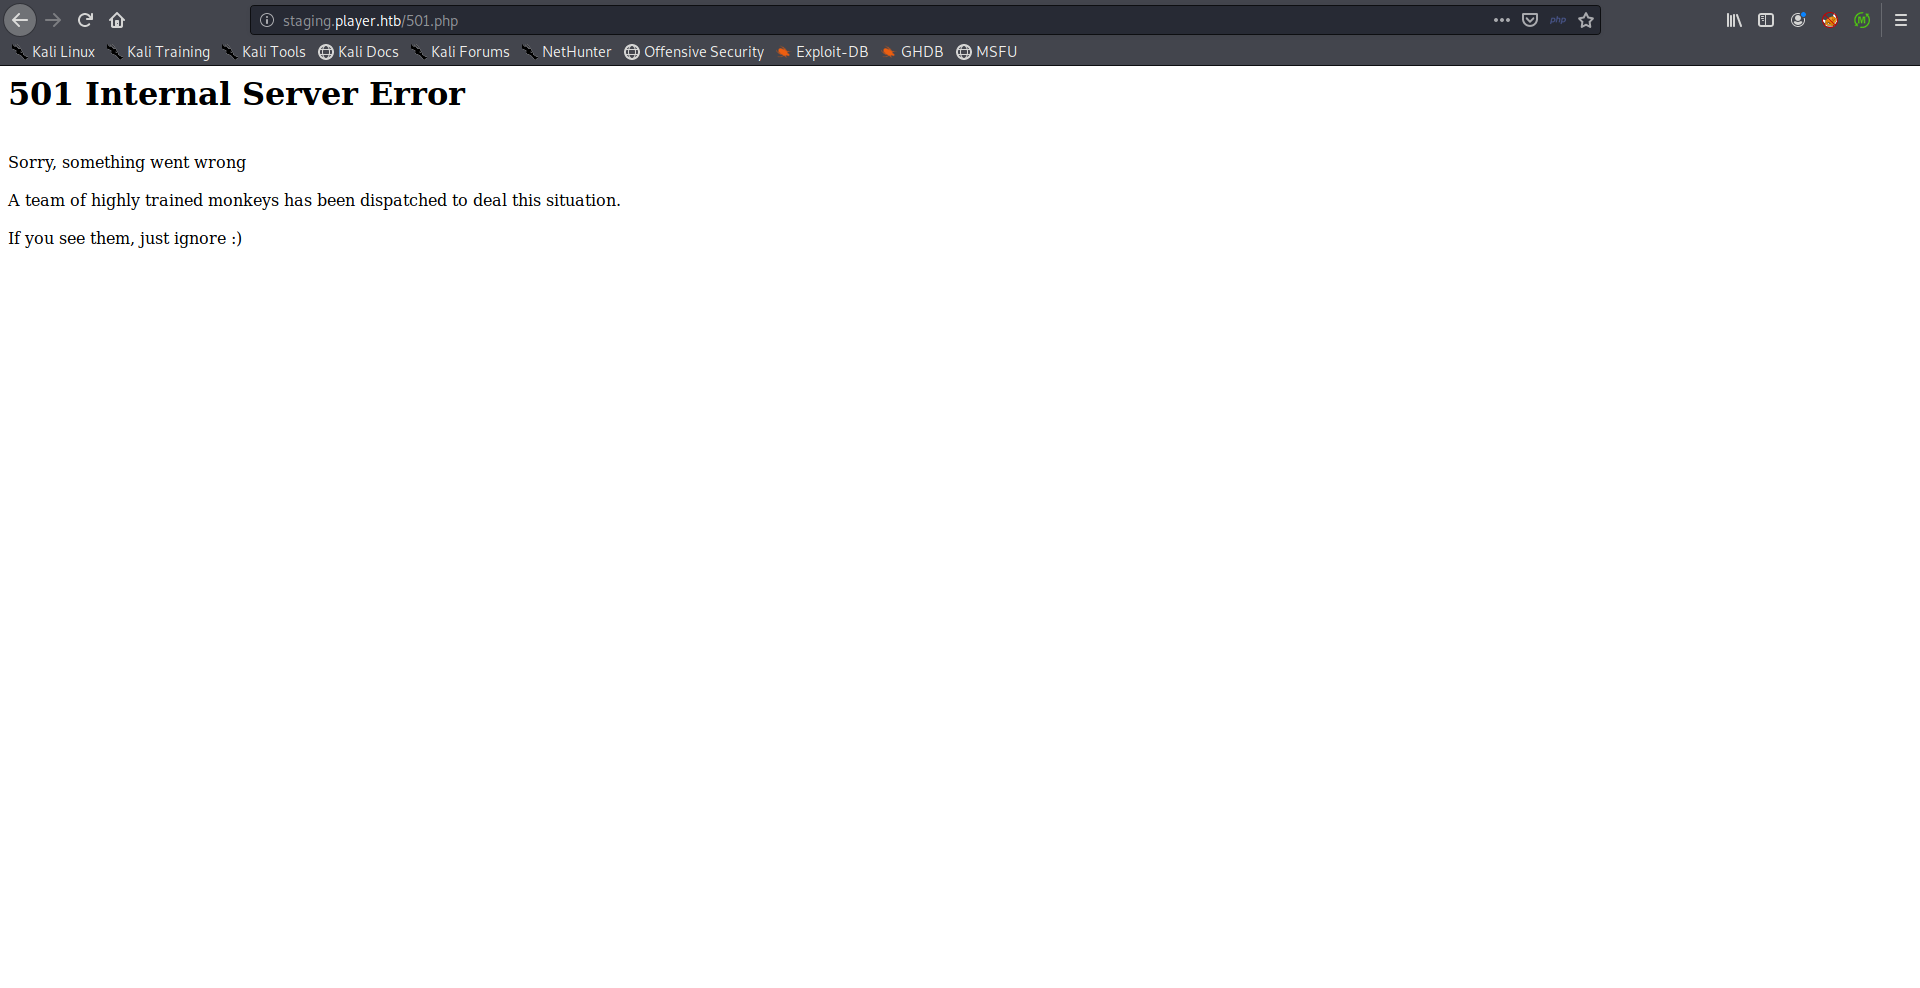 staging.player.htb/501.php
php
Kali Linux Kali Training Kali Tools Kali Docs Kali Forums NetHunter Offensive Security Exploit-DB GHDB MSFU
501 Internal Server Error
Sorry, something went wrong
A team of highly trained monkeys has been dispatched to deal this situation.
If you see them, just ignore :)